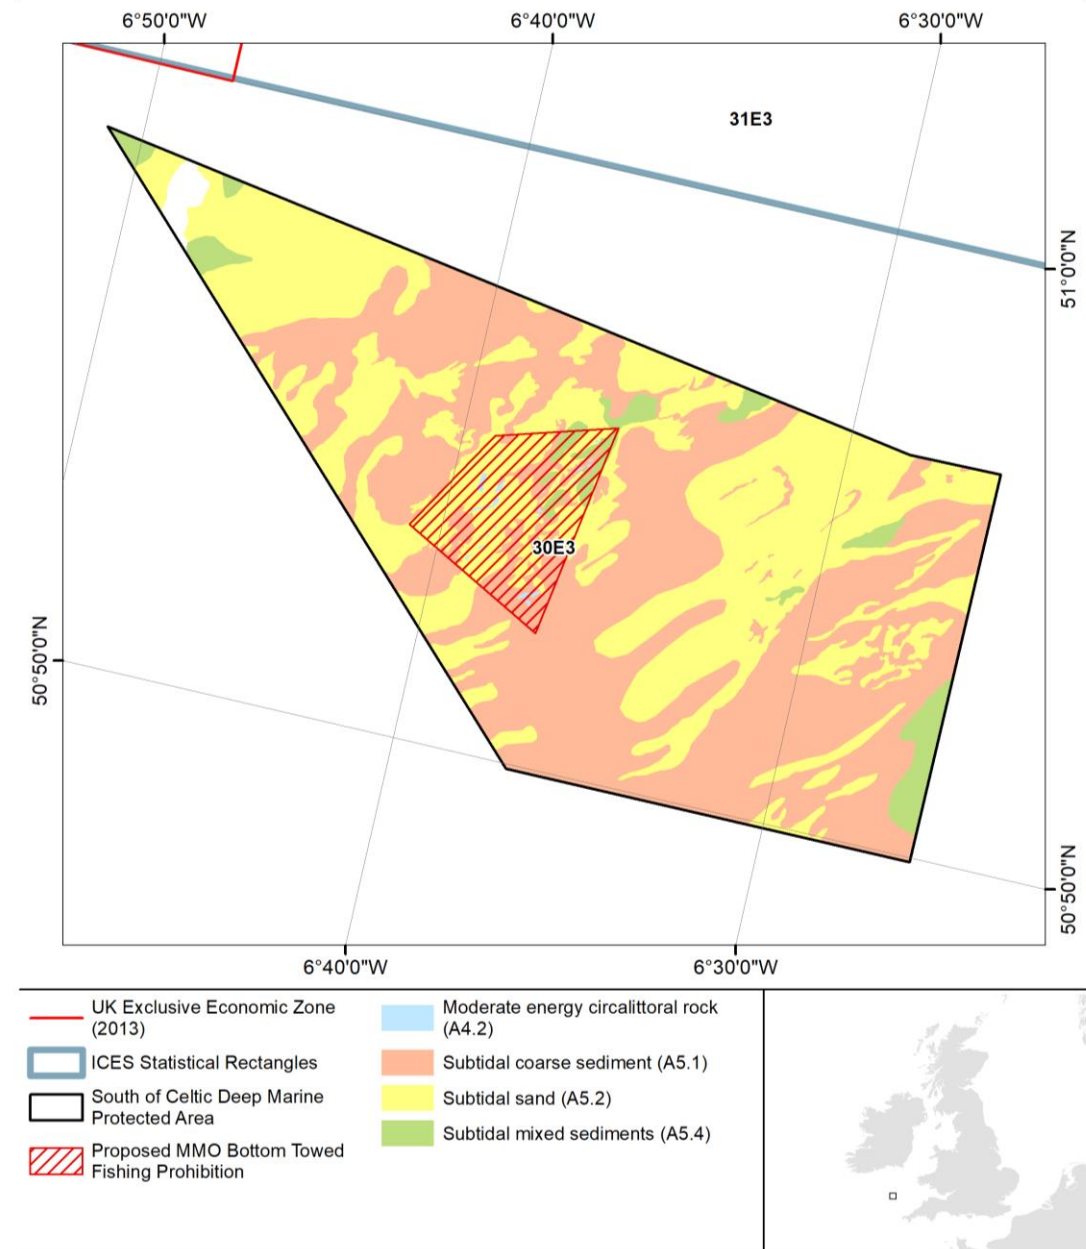 6°50'0"W
6°40'0"W
6°30'0"W
31E3
51°0'0"N
30E3
50°50'0"N
50°50'0"N
6°40'0"W
6°30'0"W
UK Exclusive Economic Zone
(2013)
ICES Statistical Rectangles
South of Celtic Deep Marine
Protected Area
Proposed MMO Bottom Towed
Fishing Prohibition
Moderate energy circalittoral rock
(A4.2)
Subtidal coarse sediment (A5.1)
Subtidal sand (A5.2)
Subtidal mixed sediments (A5.4)